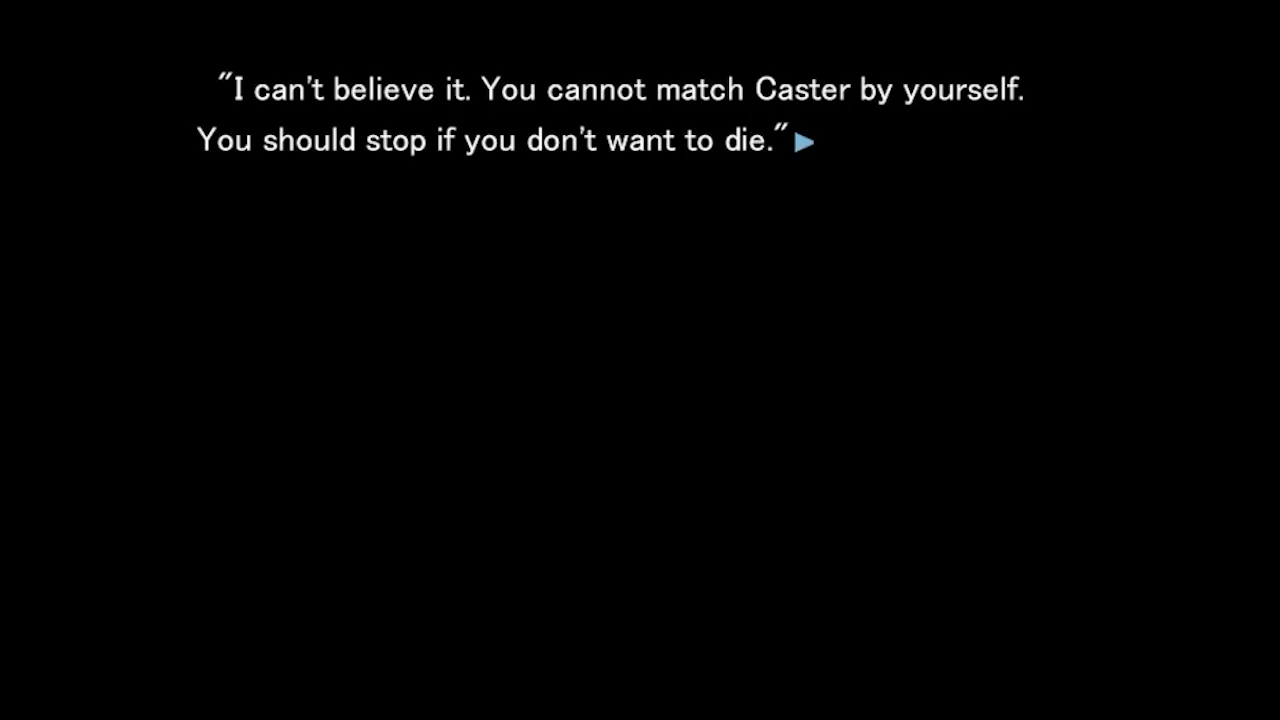 "I can't believe it. You cannot match Caster by yourself.
You should stop if you don't want to die."